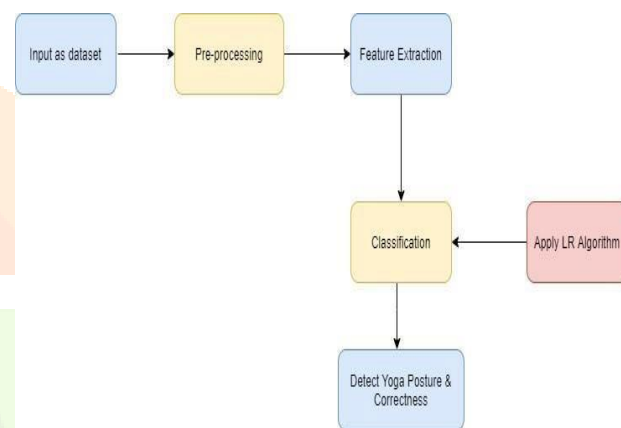 Input as dataset
Pre-processing
Feature Extraction
Classification
Apply LR Algorithm
Detect Yoga Posture &
Correctness